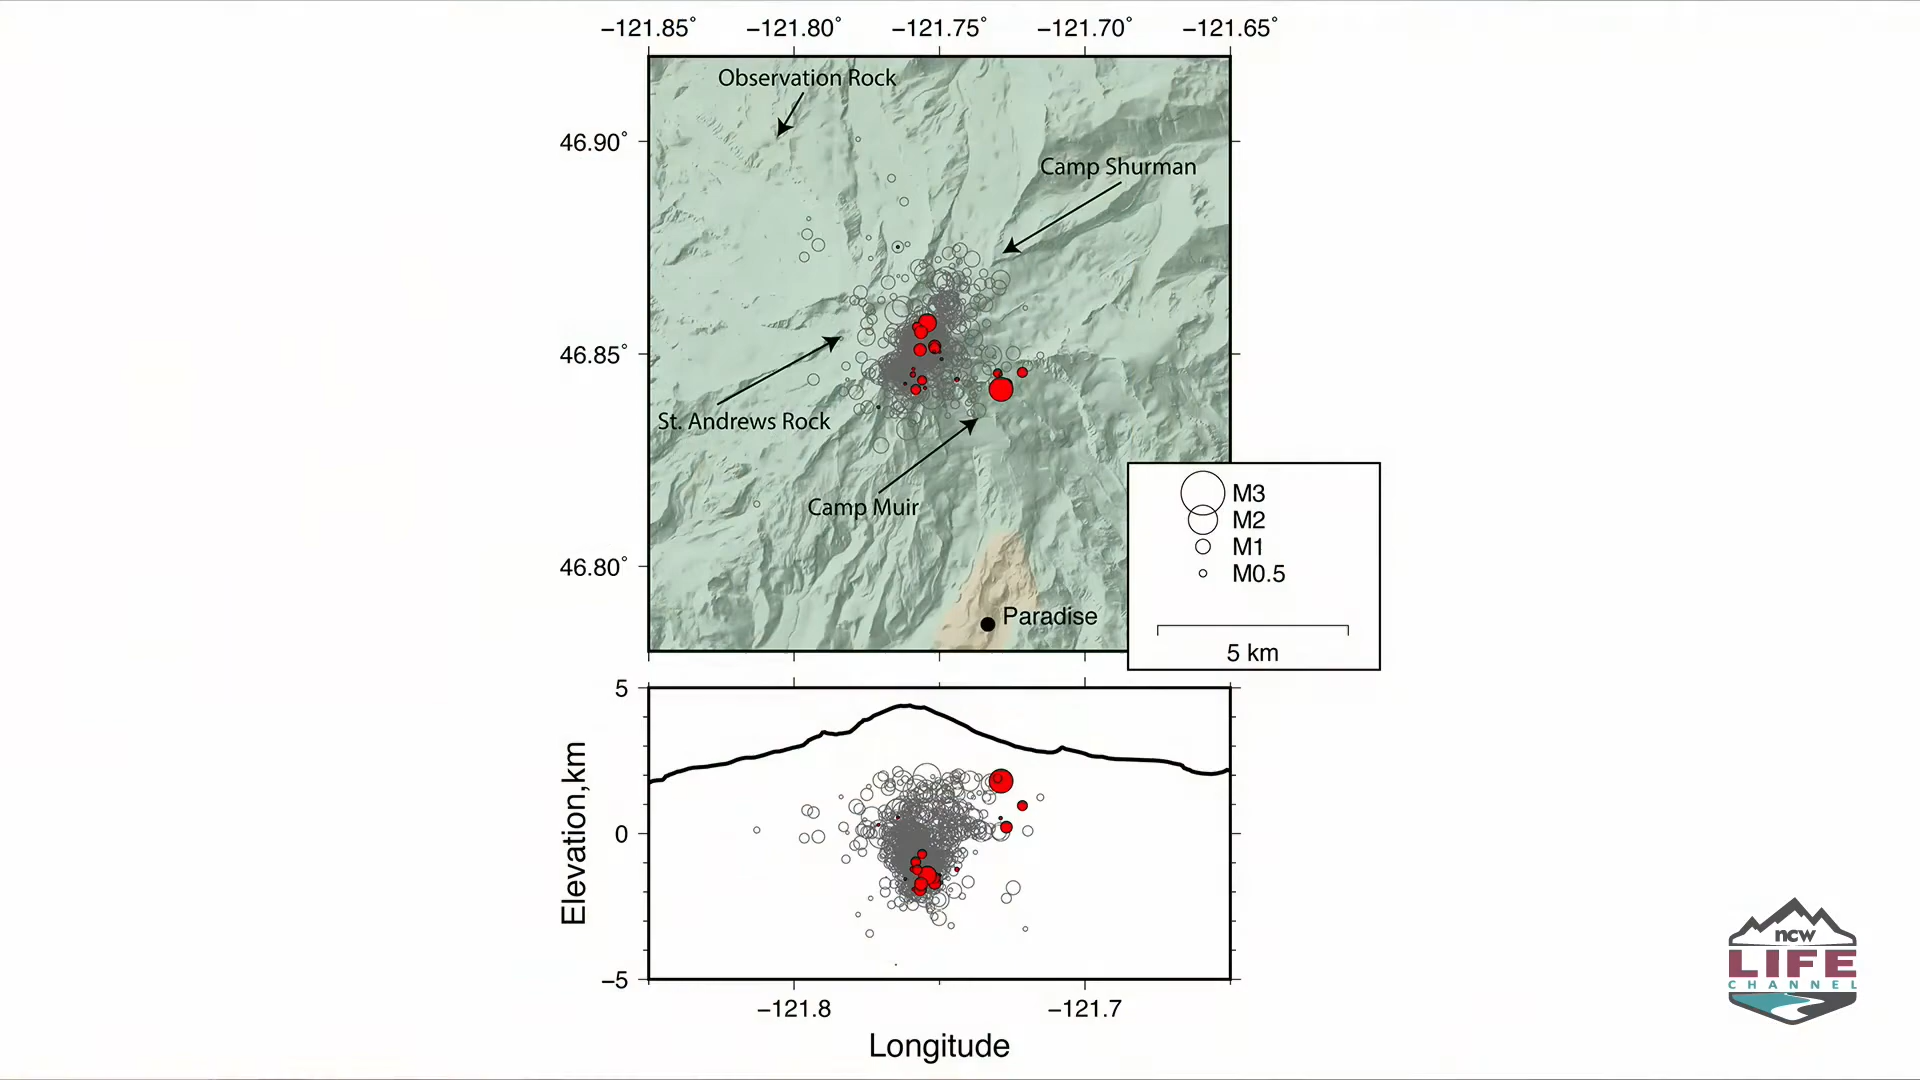 −121.85° −121.80° −121.75° −121.70° −121.65°
Observation Rock
46.90°
Camp Shurman
46.85°
St. Andrews Rock
Camp Muir
M3
M2
M1
M0.5
46.80°
Paradise
5 km
5
Elevation,km
0
−5
−121.8 −121.7
Longitude
ncw
LIFE
CHANNEL